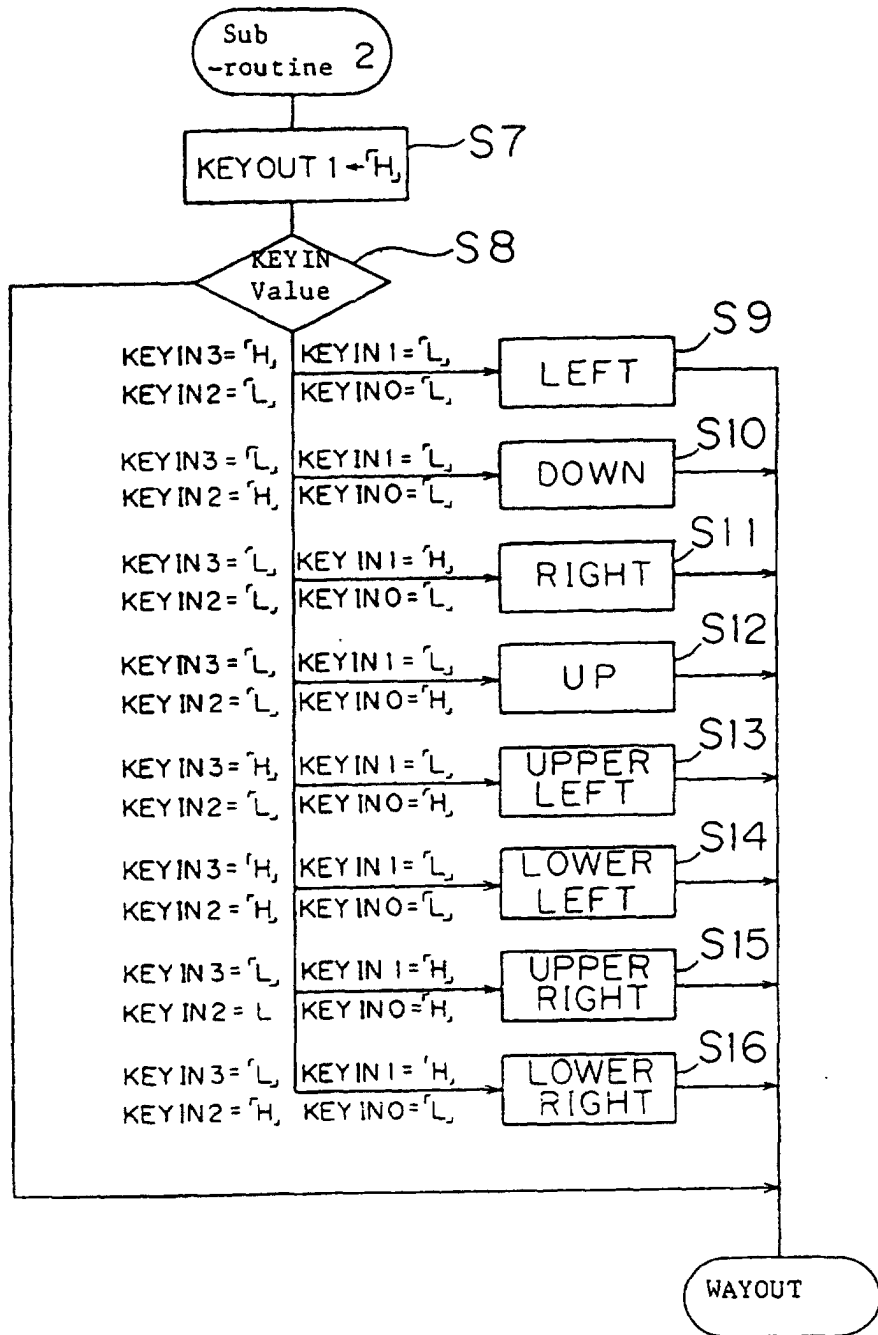 Sub
-routine 2
KEYOUT 1←「H」
S7
KEYIN
Value
S8
KEYIN3=「H」 KEYIN1=「L」
KEYIN2=「L」 KEYIN0=「L」
LEFT
S9
KEYIN3=「L」 KEYIN1=「L」
KEYIN2=「H」 KEYIN0=「L」
DOWN
S10
KEYIN3=「L」 KEYIN1=「H」
KEYIN2=「L」 KEYIN0=「L」
RIGHT
S11
KEYIN3=「L」 KEYIN1=「L」
KEYIN2=「L」 KEYIN0=「H」
UP
S12
KEYIN3=「H」 KEYIN1=「L」
KEYIN2=「L」 KEYIN0=「H」
UPPER
LEFT
S13
KEYIN3=「H」 KEYIN1=「L」
KEYIN2=「H」 KEYIN0=「L」
LOWER
LEFT
S14
KEYIN3=「L」 KEYIN1=「H」
KEYIN2=L KEYIN0=「H」
UPPER
RIGHT
S15
KEYIN3=「L」 KEYIN1=「H」
KEYIN2=「H」 KEYIN0=「L」
LOWER
RIGHT
S16
WAYOUT